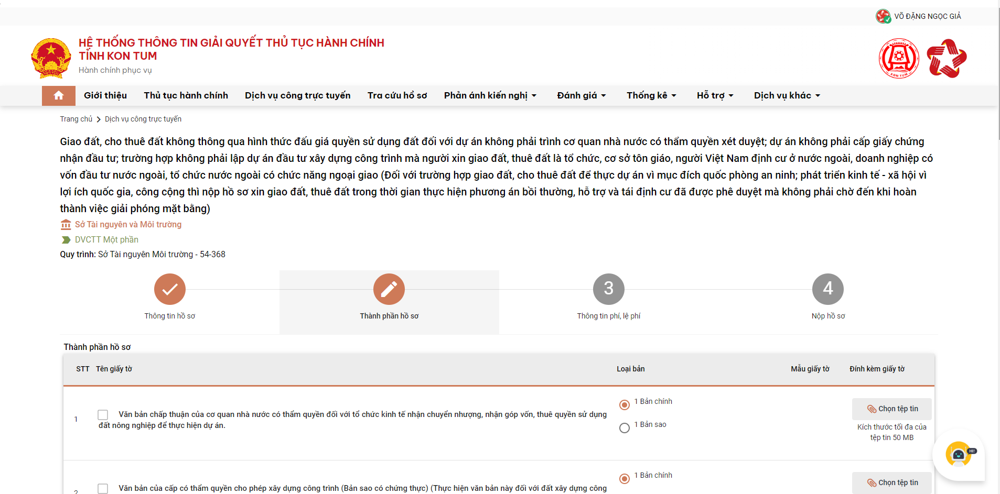 VÕ ĐẶNG NGỌC GIẢ
HỆ THỐNG THÔNG TIN GIẢI QUYẾT THỦ TỤC HÀNH CHÍNH
TỈNH KON TUM
Hành chính phục vụ
KON TUM
Giới thiệu Thủ tục hành chính Dịch vụ công trực tuyến Tra cứu hồ sơ Phản ánh kiến nghị Đánh giá Thống kê Hỗ trợ Dịch vụ khác
Trang chủ Dịch vụ công trực tuyến
Giao đất, cho thuê đất không thông qua hình thức đấu giá quyền sử dụng đất đối với dự án không phải trình cơ quan nhà nước có thẩm quyền xét duyệt; dự án không phải cấp giấy chứng
nhận đầu tư; trường hợp không phải lập dự án đầu tư xây dựng công trình mà người xin giao đất, thuê đất là tổ chức, cơ sở tôn giáo, người Việt Nam định cư ở nước ngoài, doanh nghiệp có
vốn đầu tư nước ngoài, tổ chức nước ngoài có chức năng ngoại giao (Đối với trường hợp giao đất, cho thuê đất để thực dự án vì mục đích quốc phòng an ninh; phát triển kinh tế - xã hội vì
lợi ích quốc gia, công cộng thì nộp hồ sơ xin giao đất, thuê đất trong thời gian thực hiện phương án bồi thường, hỗ trợ và tái định cư đã được phê duyệt mà không phải chờ đến khi hoàn
thành việc giải phóng mặt bằng)
Sở Tài nguyên và Môi trường
DVCTT Một phần
Quy trình: Sở Tài nguyên Môi trường - 54-368
3 4
Thông tin hồ sơ Thành phần hồ sơ Thông tin phí, lệ phí Nộp hồ sơ
Thành phần hồ sơ
STT Tên giấy tờ Loại bản Mẫu giấy tờ Đính kèm giấy tờ
1 Văn bản chấp thuận của cơ quan nhà nước có thẩm quyền đối với tổ chức kinh tế nhận chuyển nhượng, nhận góp vốn, thuê quyền sử dụng
đất nông nghiệp để thực hiện dự án.
1 Bản chính
1 Bản sao
Chọn tệp tin
Kích thước tối đa của
tệp tin 50 MB
HI!
2 Văn bản của cấp có thẩm quyền cho phép xây dựng công trình (Bản sao có chứng thực) (Thực hiện văn bản này đối với đất xây dựng công
1 Bản chính
Chọn tệp tin